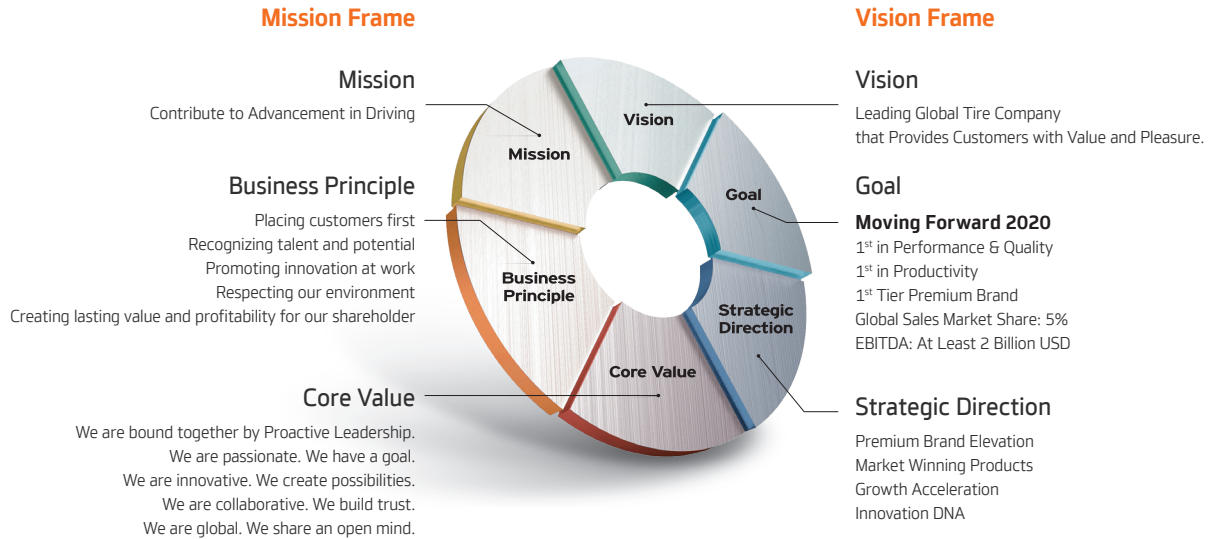 Mission Frame
Mission
Contribute to Advancement in Driving
Business Principle
Placing customers first
Recognizing talent and potential
Promoting innovation at work
Respecting our environment
Creating lasting value and profitability for our shareholder
Core Value
We are bound together by Proactive Leadership.
We are passionate. We have a goal.
We are innovative. We create possibilities.
We are collaborative. We build trust.
We are global. We share an open mind.
Vision
Mission
Goal
Business
Principle
Strategic
Direction
Core Value
Vision Frame
Vision
Leading Global Tire Company
that Provides Customers with Value and Pleasure.
Goal
Moving Forward 2020
1st in Performance & Quality
1st in Productivity
1st Tier Premium Brand
Global Sales Market Share: 5%
EBITDA: At Least 2 Billion USD
Strategic Direction
Premium Brand Elevation
Market Winning Products
Growth Acceleration
Innovation DNA